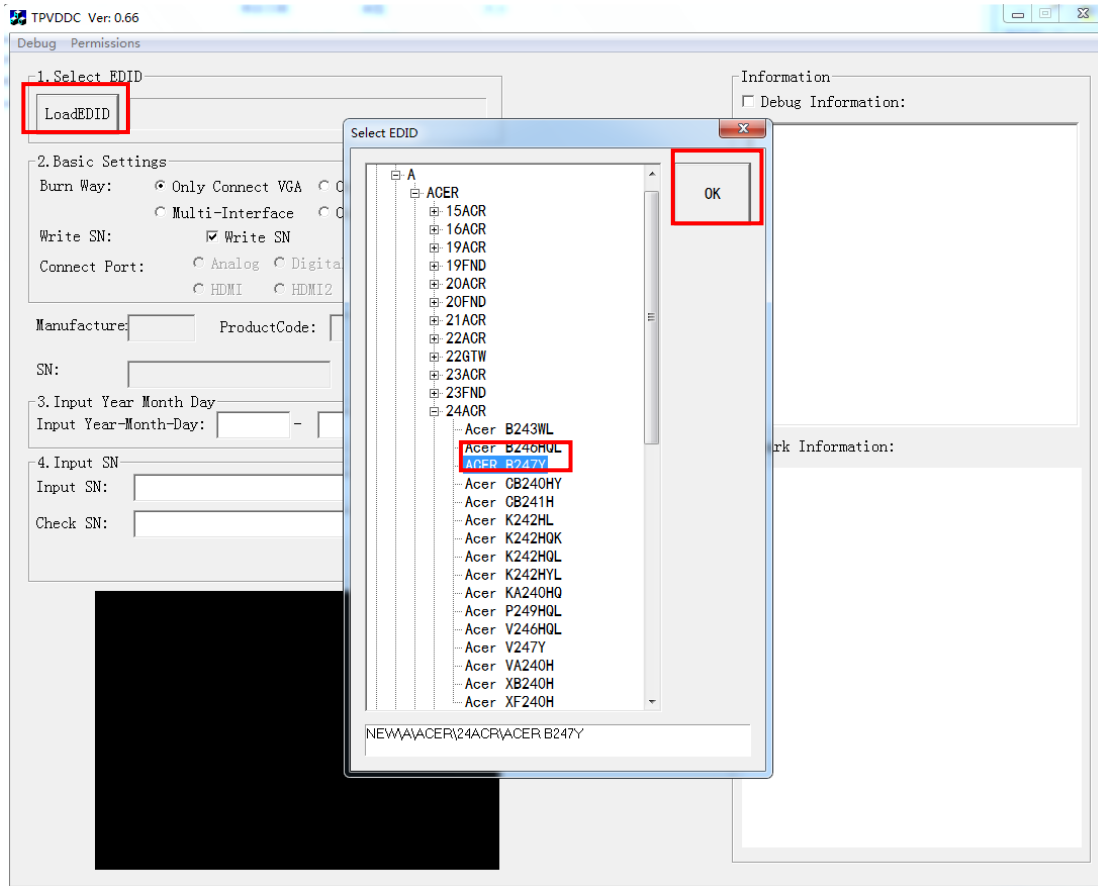 TPVDDC Ver: 0.66
Debug Permissions
1.Select EDID
LoadEDID
2.Basic Settings
Burn Way:
Only Connect VGA
Multi-Interface
Write SN:
Write SN
Connect Port:
Analog
HDMI
HDMI2
ProductCode:
SN:
3.Input Year Month Day
Input Year-Month-Day:
-
4.Input SN
Input SN:
Check SN:
Select EDID
A
ACER
15ACR
16ACR
19ACR
19FND
20ACR
20FND
21ACR
22ACR
22GTW
23ACR
23FND
24ACR
Acer B243WL
Acer B246HQL
ACER B247Y
Acer CB240HY
Acer CB241H
Acer K242HL
Acer K242HQK
Acer K242HQL
Acer K242HYL
Acer KA240HQ
Acer P249HQL
Acer V246HQL
Acer V247Y
Acer VA240H
Acer XB240H
Acer XF240H
NEW\A\ACER\24ACR\ACER B247Y
OK
Information
Debug Information:
Information: